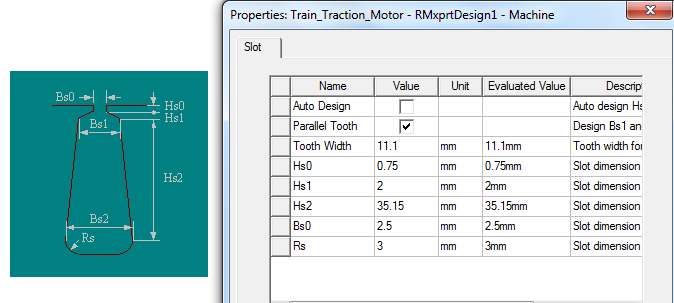 Properties: Train_Traction_Motor - RMxprtDesign1 - Machine
Slot
Name Value Unit Evaluated Value Descript
Auto Design Auto design Hs
Parallel Tooth Design Bs1 an
Tooth Width 11.1 mm 11.1mm Tooth width for
Hs0 0.75 mm 0.75mm Slot dimension
Hs1 2 mm 2mm Slot dimension
Hs2 35.15 mm 35.15mm Slot dimension
Bs0 2.5 mm 2.5mm Slot dimension
Rs 3 mm 3mm Slot dimension
Bs0
Hs0
Hs1
Bs1
Hs2
Bs2
Rs